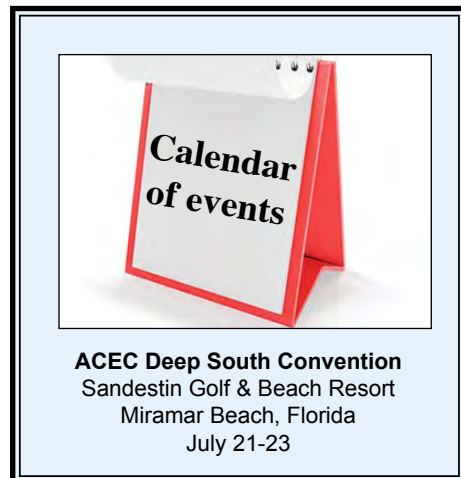 Calendar
of events
ACEC Deep South Convention
Sandestin Golf & Beach Resort
Miramar Beach, Florida
July 21-23